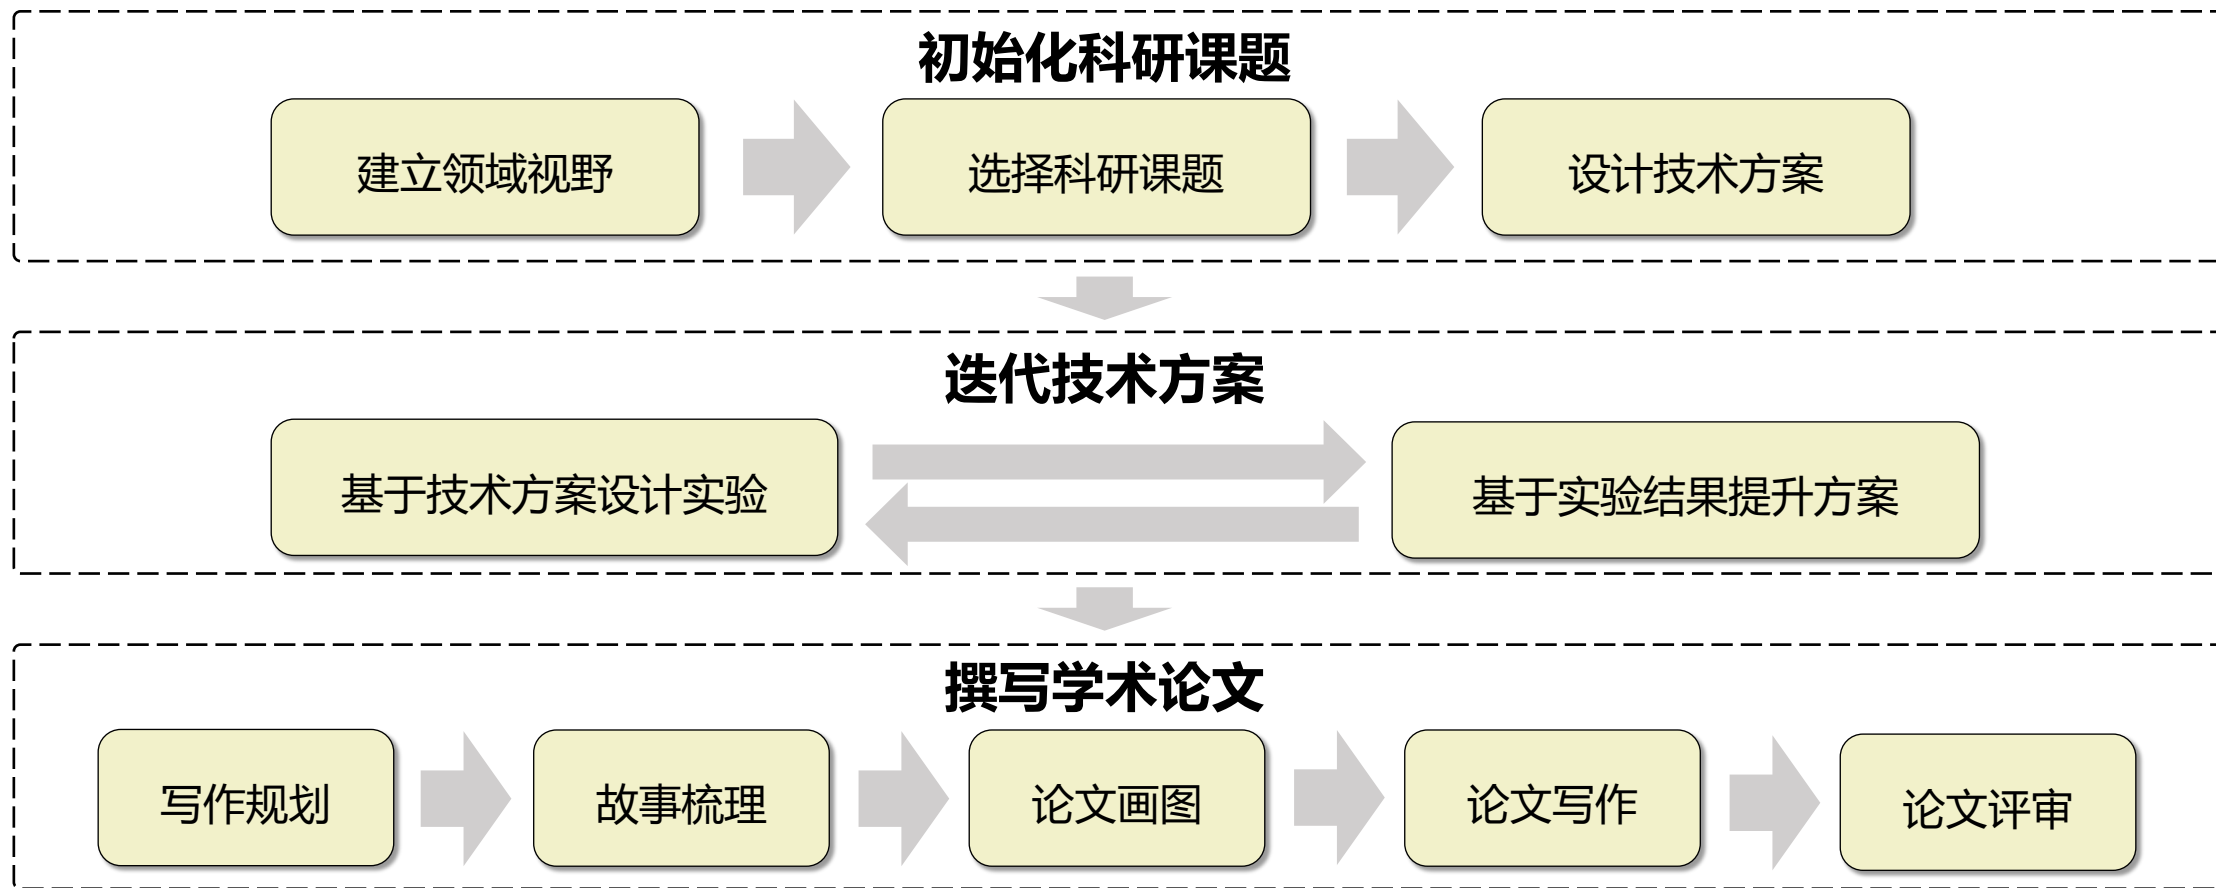 初始化科研课题
建立领域视野
选择科研课题
设计技术方案
迭代技术方案
基于技术方案设计实验
基于实验结果提升方案
撰写学术论文
写作规划
故事梳理
论文画图
论文写作
论文评审